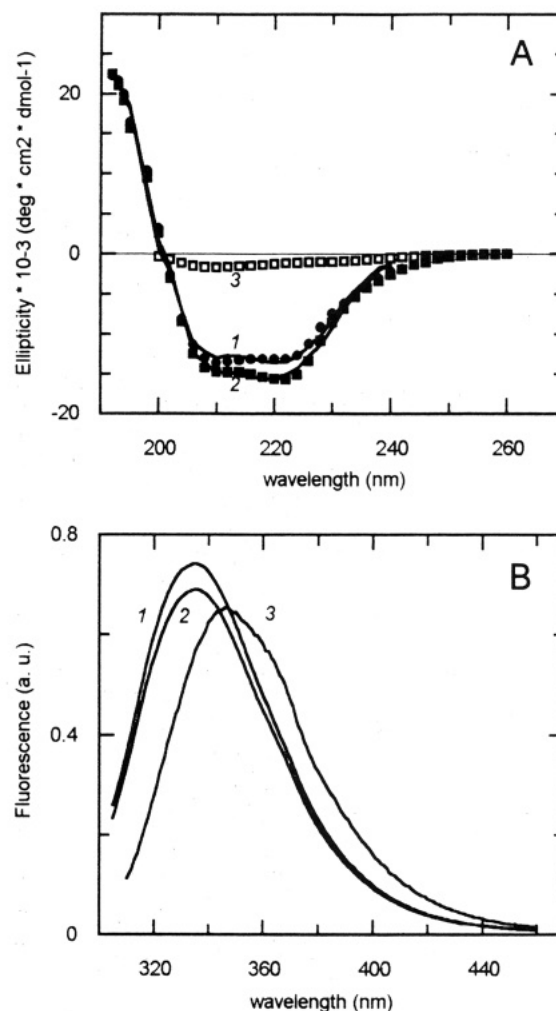 A
Ellipticity * 10-3 (deg * cm2 * dmol-1)
20
0
-20
3
1
2
200 220 240 260
wavelength (nm)
B
Fluorescence (a. u.)
0.8
0.4
0
1 2 3
320 360 400 440
wavelength (nm)